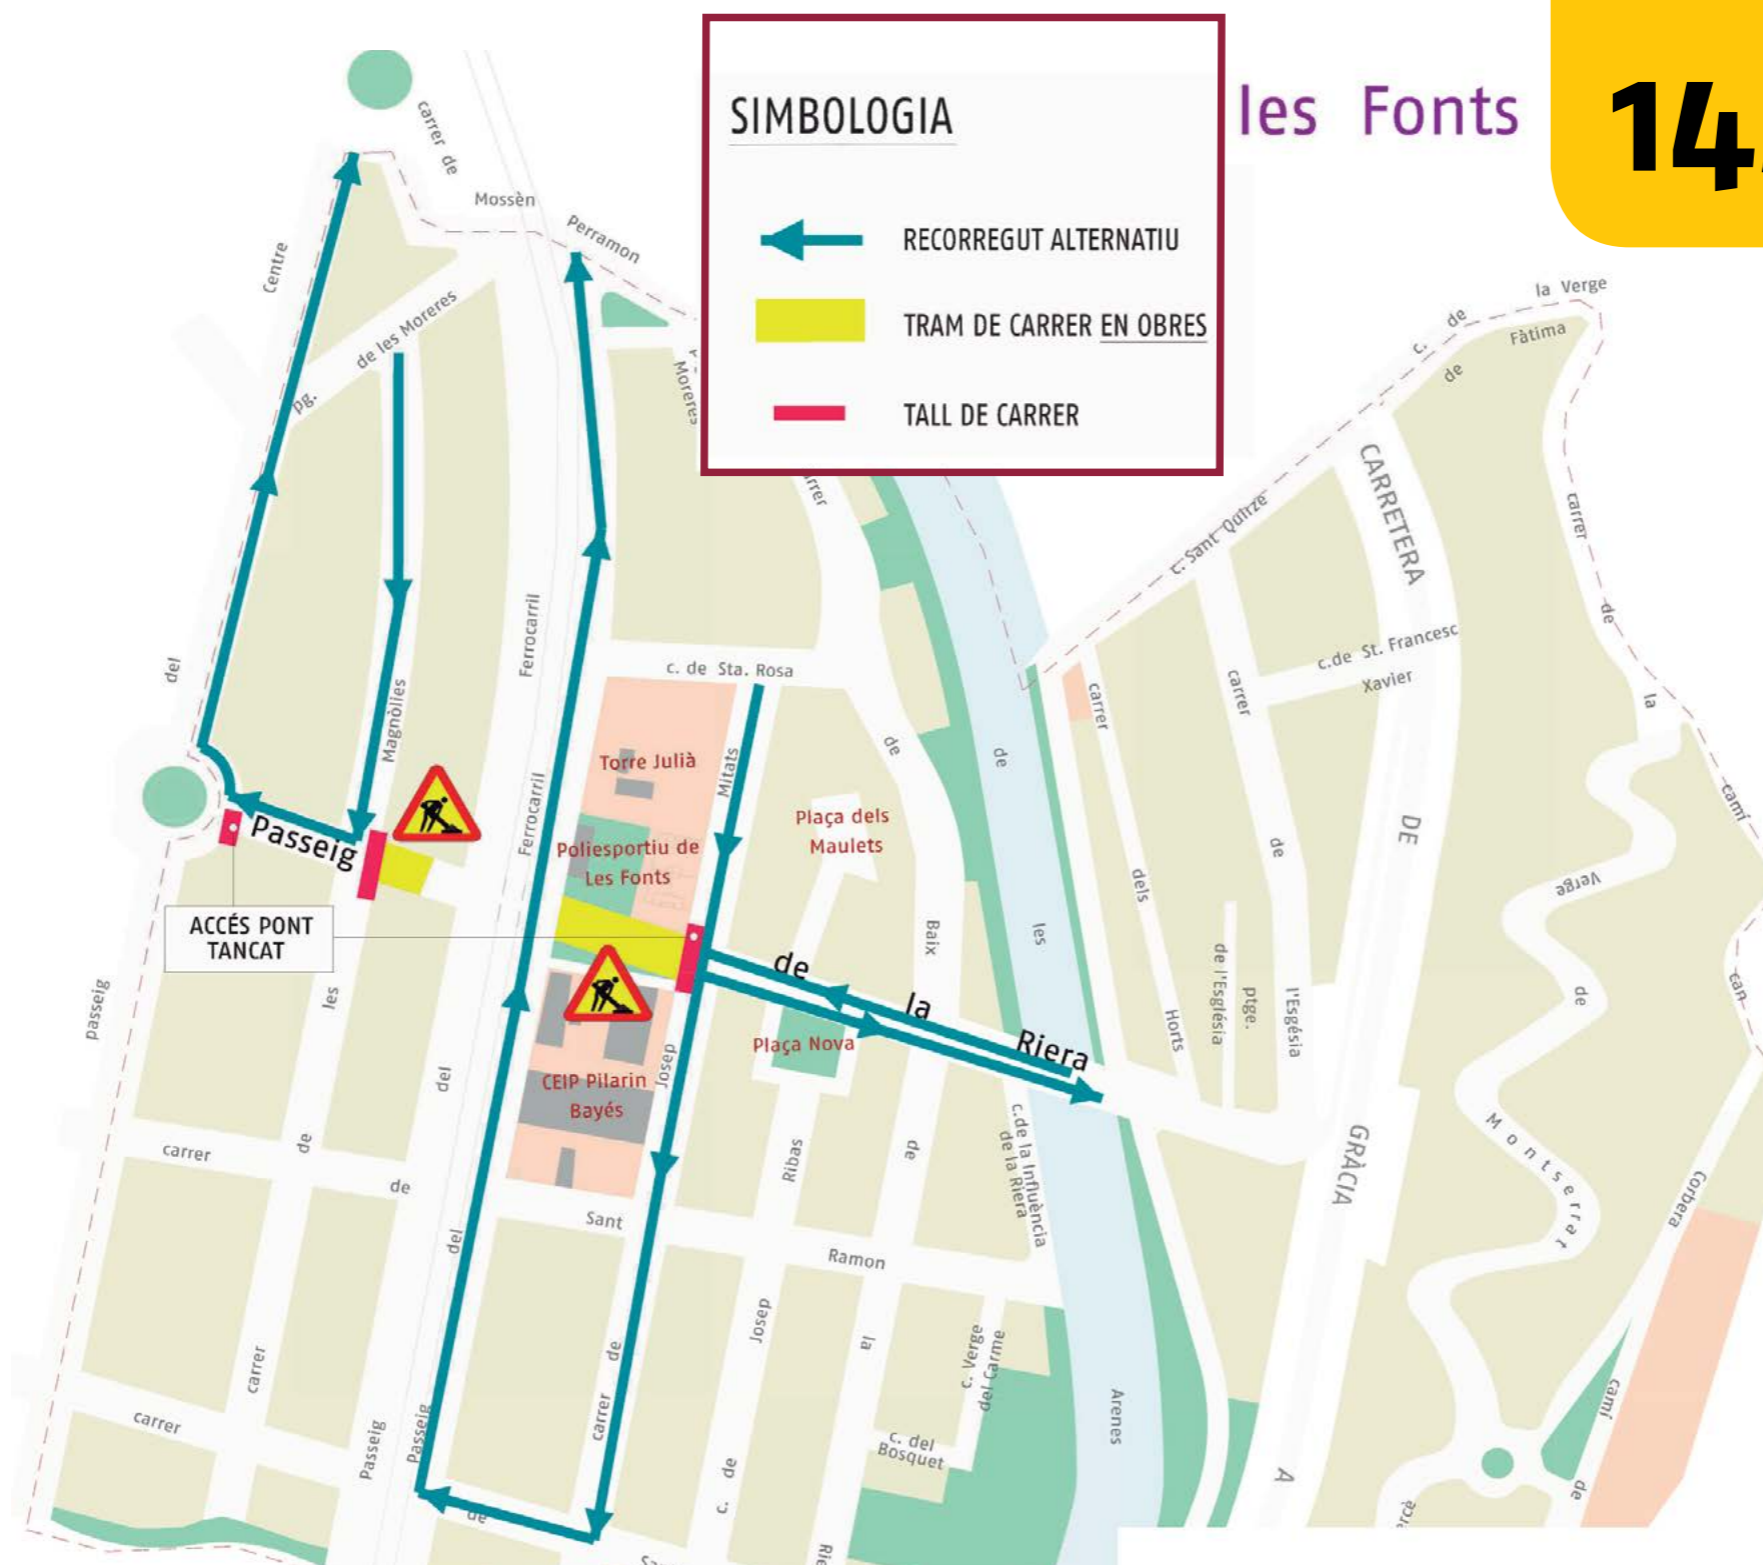 SIMBOLOGIA
RECORREGUT ALTERNATIU
TRAM DE CARRER EN OBRES
TALL DE CARRER
les Fonts
14
carrer de
Mossèn
Perramon
Centre
de les Moreres
pg.
Moreres
c.
de
la Verge
de
Fàtima
c. Sant Quirze
CARRETERA
carrer
de
la
Ferrocarril
Ferrocarril
del
Magnòlies
c. de Sta. Rosa
c.de St. Francesc
Xavier
carrer
carrer
de
de
Torre Julià
Mitats
Plaça dels
Maulets
Poliesportiu de
Les Fonts
DE
camí
Verge
Passeig
ACCÉS PONT
TANCAT
de
la
Riera
Baix
les
dels
de
de l'Església
ptge.
l'Esgésia
Horts
can
passeig
les
Plaça Nova
Josep
CEIP Pilarin
Bayés
del
c.de la Influència
de la Riera
de
Montserrat
GRÀCIA
carrer
de
de
Ribas
de
Corbera
Sant
Ramon
del
Josep
la
c. Verge
del Carme
de
carrer
carrer
carrer
Passeig
Passeig
Arenes
c. del
Bosquet
c. de
camí
de
A
de